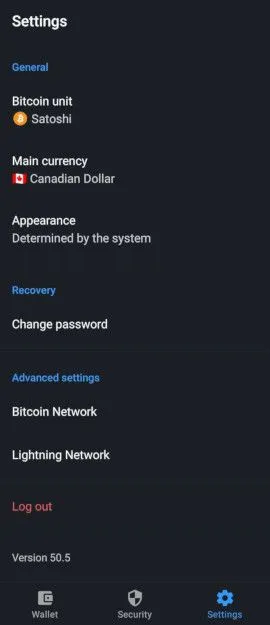 Settings
General
Bitcoin unit
Satoshi
Main currency
Canadian Dollar
Appearance
Determined by the system
Recovery
Change password
Advanced settings
Bitcoin Network
Lightning Network
Log out
Version 50.5
Wallet
Security
Settings